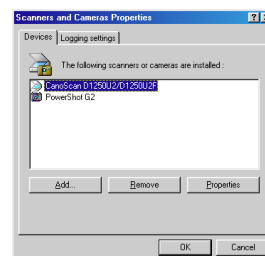 Scanners and Cameras Properties
Devices
Logging settings
The following scanners or cameras are installed :
CanoScan D1250U2/D1250U2F
PowerShot G2
Add...
Remove
Properties
OK
Cancel